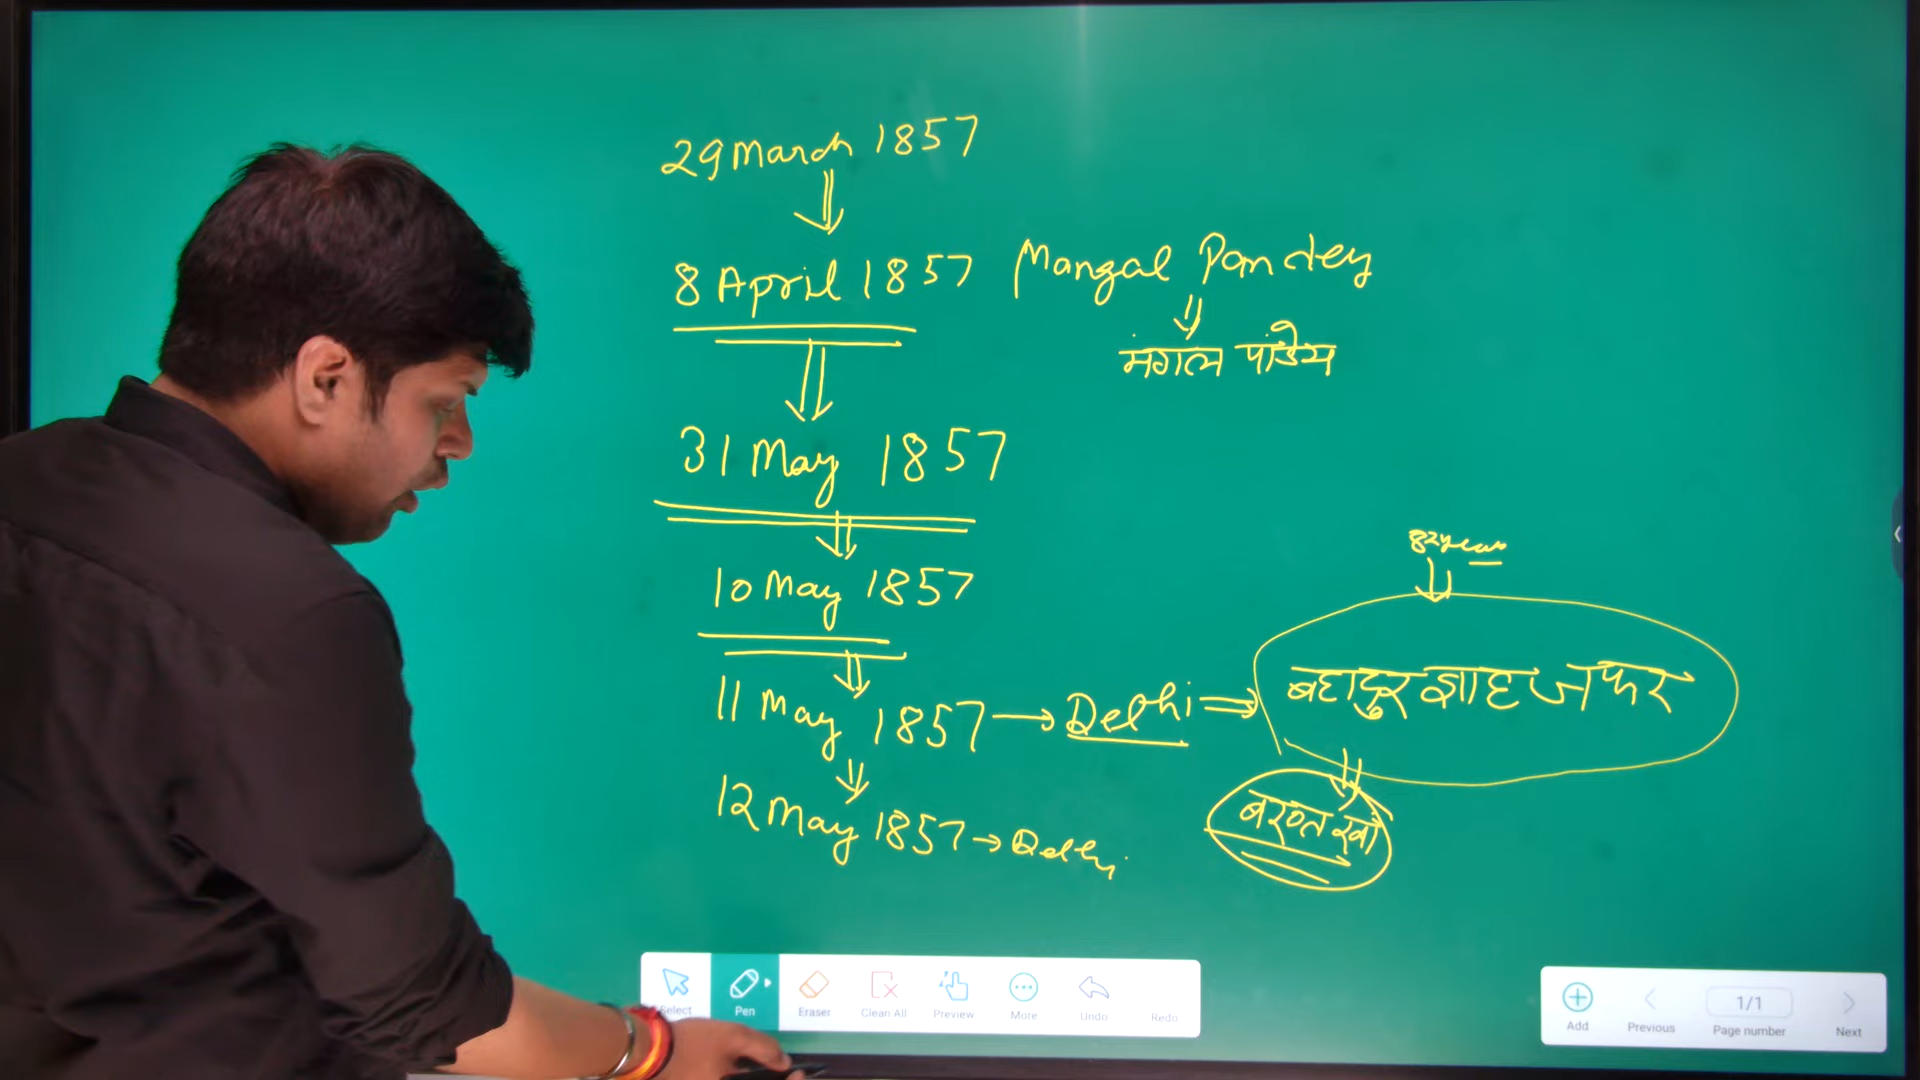 29 March 1857
8 April 1857 Mangal Pandey
मंगल पांडेय
31 May 1857
82 years
10 May 1857
11 May 1857 → Delhi ⇒ बहादुर शाह जफर
12 May 1857 → Delhi
बख्त खाँ
Select Pen Eraser Clean All Preview More Undo Redo
Add Previous 1/1 Page number Next